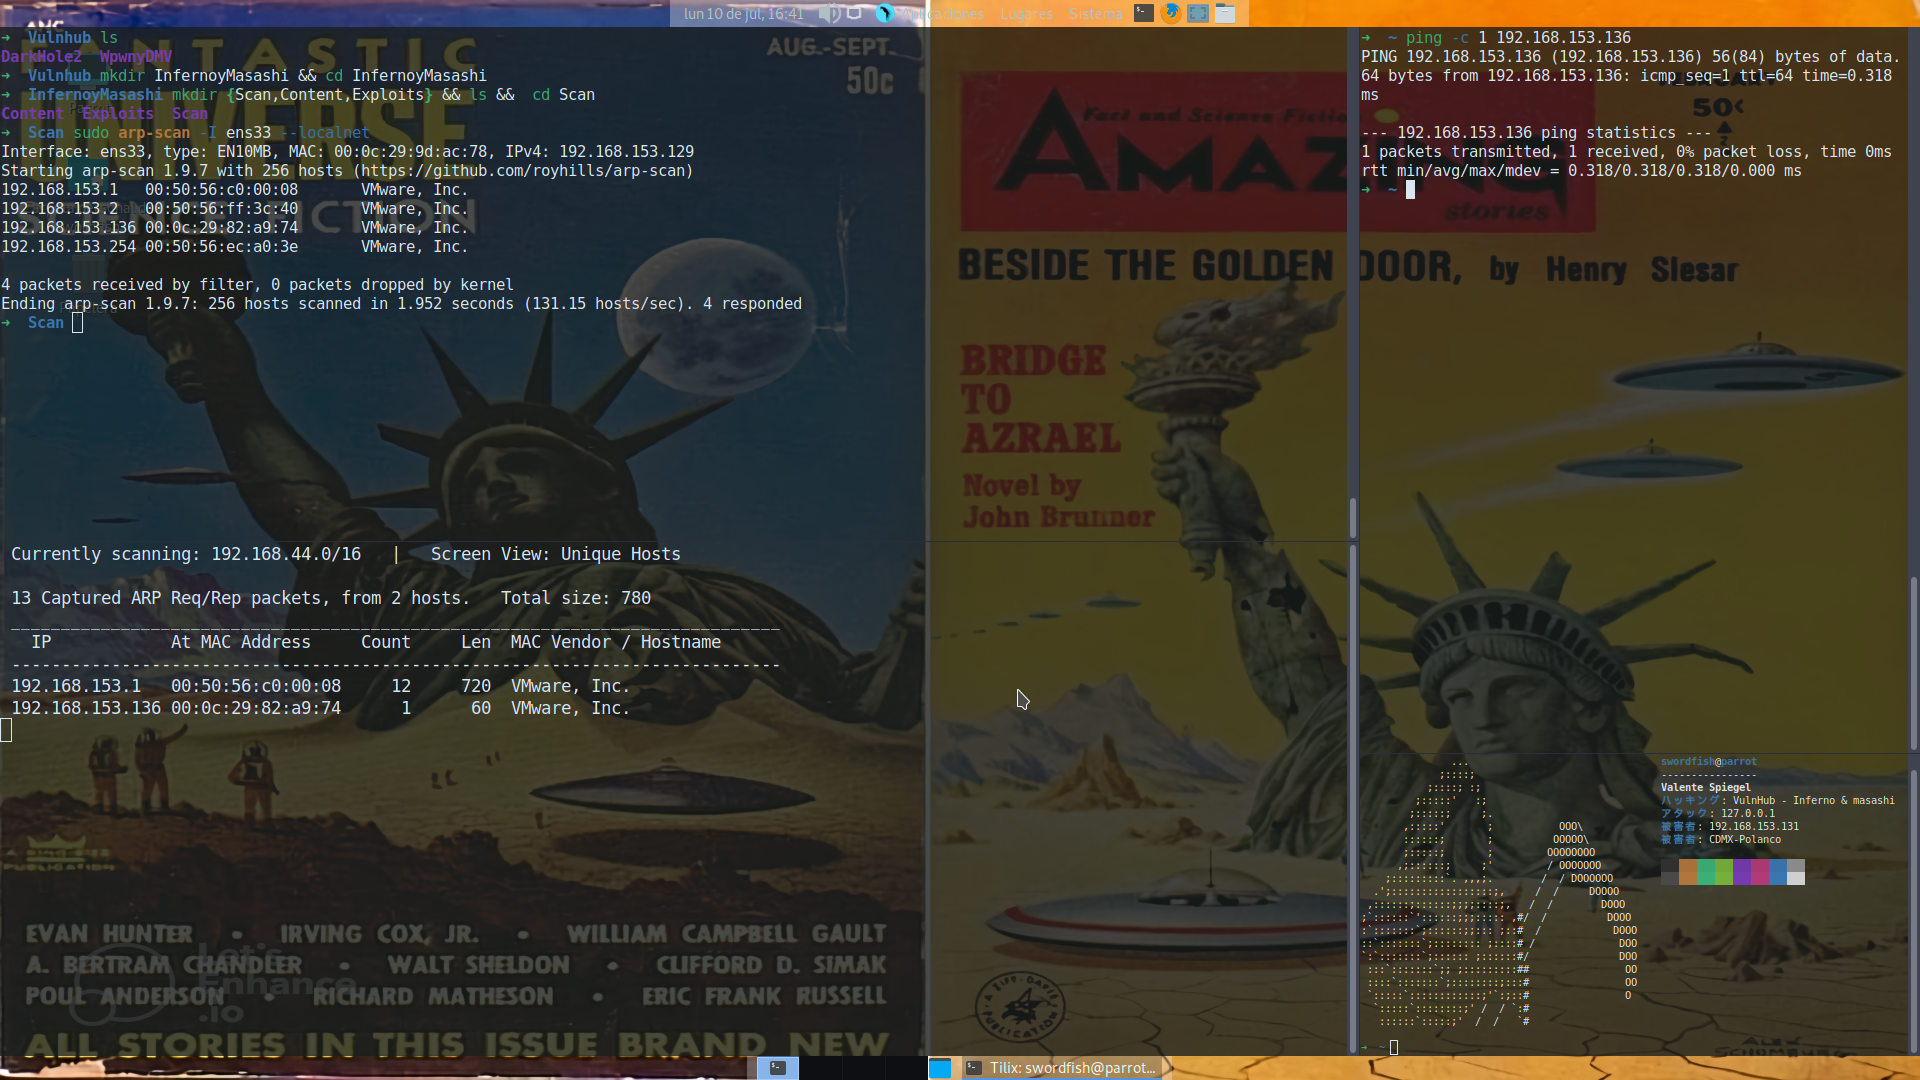 lun 10 de jul, 16:41
Aplicaciones Lugares Sistema
➜ Vulnhub ls
DarkHole2 WpwnyDMV
➜ Vulnhub mkdir InfernoyMasashi && cd InfernoyMasashi
➜ InfernoyMasashi mkdir {Scan,Content,Exploits} && ls && cd Scan
Content Exploits Scan
➜ Scan sudo arp-scan -I ens33 --localnet
Interface: ens33, type: EN10MB, MAC: 00:0c:29:9d:ac:78, IPv4: 192.168.153.129
Starting arp-scan 1.9.7 with 256 hosts (https://github.com/royhills/arp-scan)
192.168.153.1 00:50:56:c0:00:08 VMware, Inc.
192.168.153.2 00:50:56:ff:3c:40 VMware, Inc.
192.168.153.136 00:0c:29:82:a9:74 VMware, Inc.
192.168.153.254 00:50:56:ec:a0:3e VMware, Inc.
4 packets received by filter, 0 packets dropped by kernel
Ending arp-scan 1.9.7: 256 hosts scanned in 1.952 seconds (131.15 hosts/sec). 4 responded
➜ Scan
Currently scanning: 192.168.44.0/16 | Screen View: Unique Hosts
13 Captured ARP Req/Rep packets, from 2 hosts. Total size: 780
_____________________________________________________________________________
IP At MAC Address Count Len MAC Vendor / Hostname
-----------------------------------------------------------------------------
192.168.153.1 00:50:56:c0:00:08 12 720 VMware, Inc.
192.168.153.136 00:0c:29:82:a9:74 1 60 VMware, Inc.
➜ ~ ping -c 1 192.168.153.136
PING 192.168.153.136 (192.168.153.136) 56(84) bytes of data.
64 bytes from 192.168.153.136: icmp_seq=1 ttl=64 time=0.318
ms
--- 192.168.153.136 ping statistics ---
1 packets transmitted, 1 received, 0% packet loss, time 0ms
rtt min/avg/max/mdev = 0.318/0.318/0.318/0.000 ms
➜ ~
swordfish@parrot
----------------
Valente Spiegel
ハッキング: VulnHub - Inferno & masashi
アタック: 127.0.0.1
被害者: 192.168.153.131
被害者: CDMX-Polanco
➜ ~
FANTASTIC
UNIVERSE
SCIENCE FICTION
AUG.-SEPT.
50c
EVAN HUNTER • IRVING COX, JR. • WILLIAM CAMPBELL GAULT
A. BERTRAM CHANDLER • WALT SHELDON • CLIFFORD D. SIMAK
POUL ANDERSON • RICHARD MATHESON • ERIC FRANK RUSSELL
ALL STORIES IN THIS ISSUE BRAND NEW
Let's
Enhance
.io
Fact and Science Fiction
AMAZING
stories
50¢
BESIDE THE GOLDEN DOOR, by Henry Slesar
BRIDGE
TO
AZRAEL
Novel by
John Brunner
Tilix: swordfish@parrot...